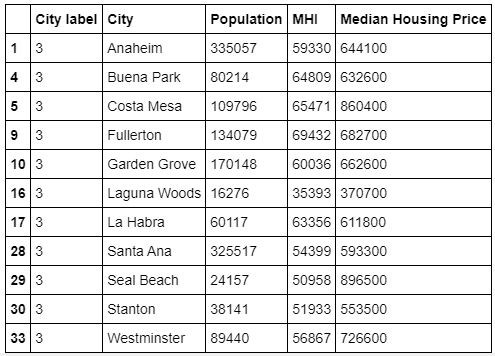 City label City Population MHI Median Housing Price
1 3 Anaheim 335057 59330 644100
4 3 Buena Park 80214 64809 632600
5 3 Costa Mesa 109796 65471 860400
9 3 Fullerton 134079 69432 682700
10 3 Garden Grove 170148 60036 662600
16 3 Laguna Woods 16276 35393 370700
17 3 La Habra 60117 63356 611800
28 3 Santa Ana 325517 54399 593300
29 3 Seal Beach 24157 50958 896500
30 3 Stanton 38141 51933 553500
33 3 Westminster 89440 56867 726600